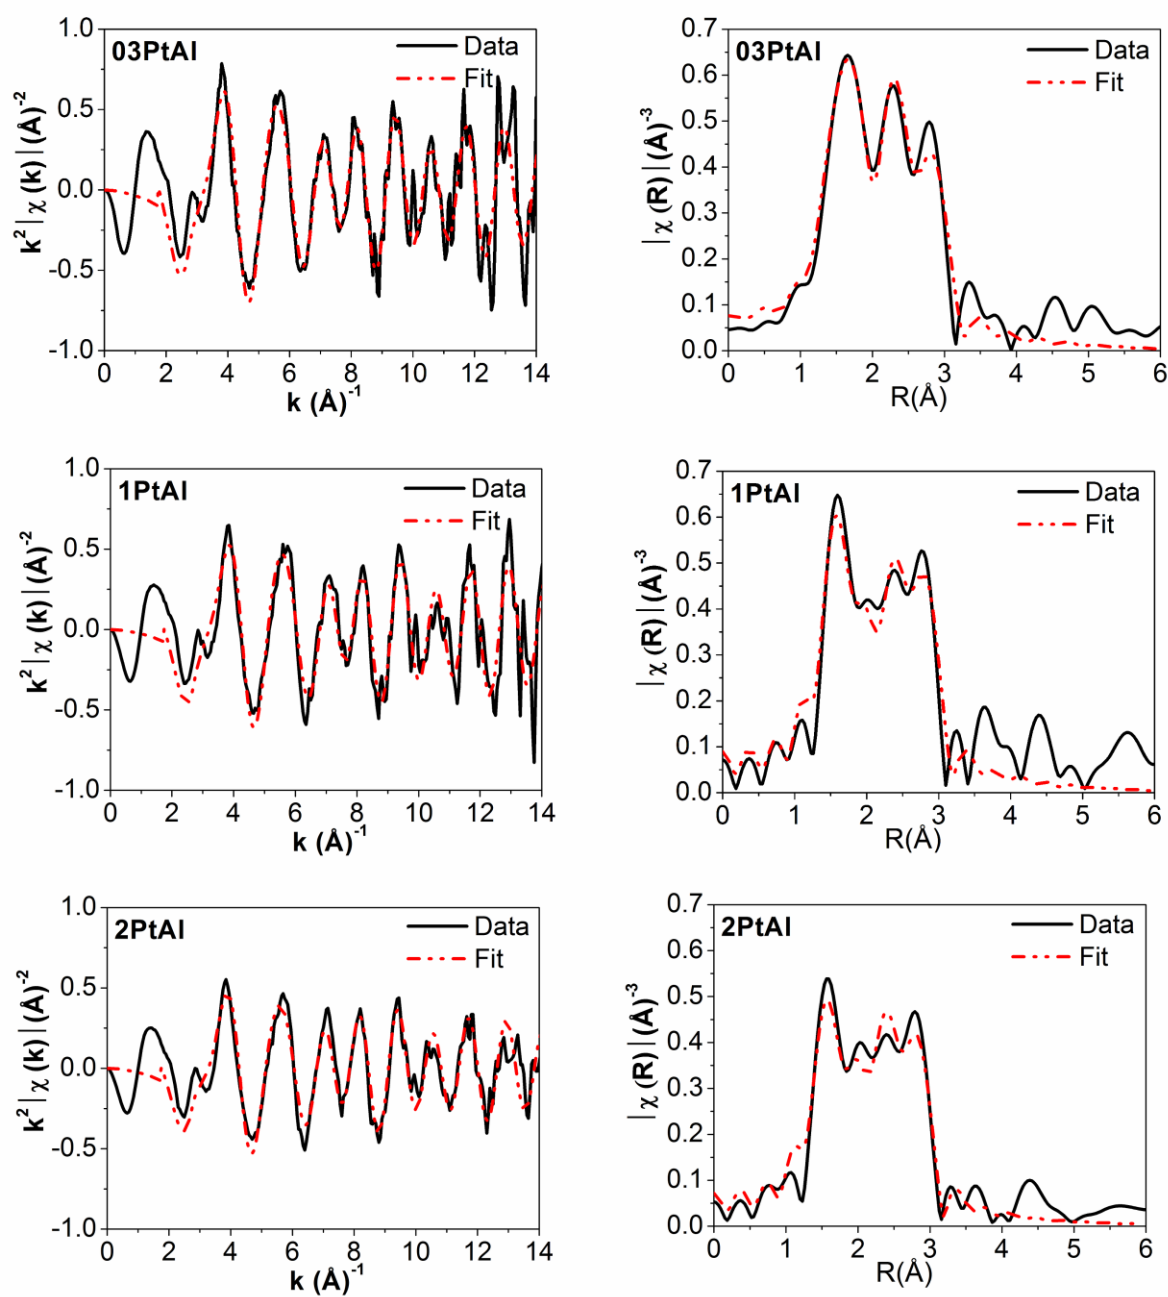 03PtAl
Data
Fit
1.0
0.5
0.0
-0.5
-1.0
k²|χ(k)|(Å)⁻²
0 2 4 6 8 10 12 14
k (Å)⁻¹
03PtAl
Data
Fit
0.7
0.6
0.5
0.4
0.3
0.2
0.1
0.0
|χ(R)|(Å)⁻³
0 1 2 3 4 5 6
R(Å)
1PtAl
Data
Fit
1.0
0.5
0.0
-0.5
-1.0
k²|χ(k)|(Å)⁻²
0 2 4 6 8 10 12 14
k (Å)⁻¹
1PtAl
Data
Fit
0.7
0.6
0.5
0.4
0.3
0.2
0.1
0.0
|χ(R)|(Å)⁻³
0 1 2 3 4 5 6
R(Å)
2PtAl
Data
Fit
1.0
0.5
0.0
-0.5
-1.0
k²|χ(k)|(Å)⁻²
0 2 4 6 8 10 12 14
k (Å)⁻¹
2PtAl
Data
Fit
0.7
0.6
0.5
0.4
0.3
0.2
0.1
0.0
|χ(R)|(Å)⁻³
0 1 2 3 4 5 6
R(Å)